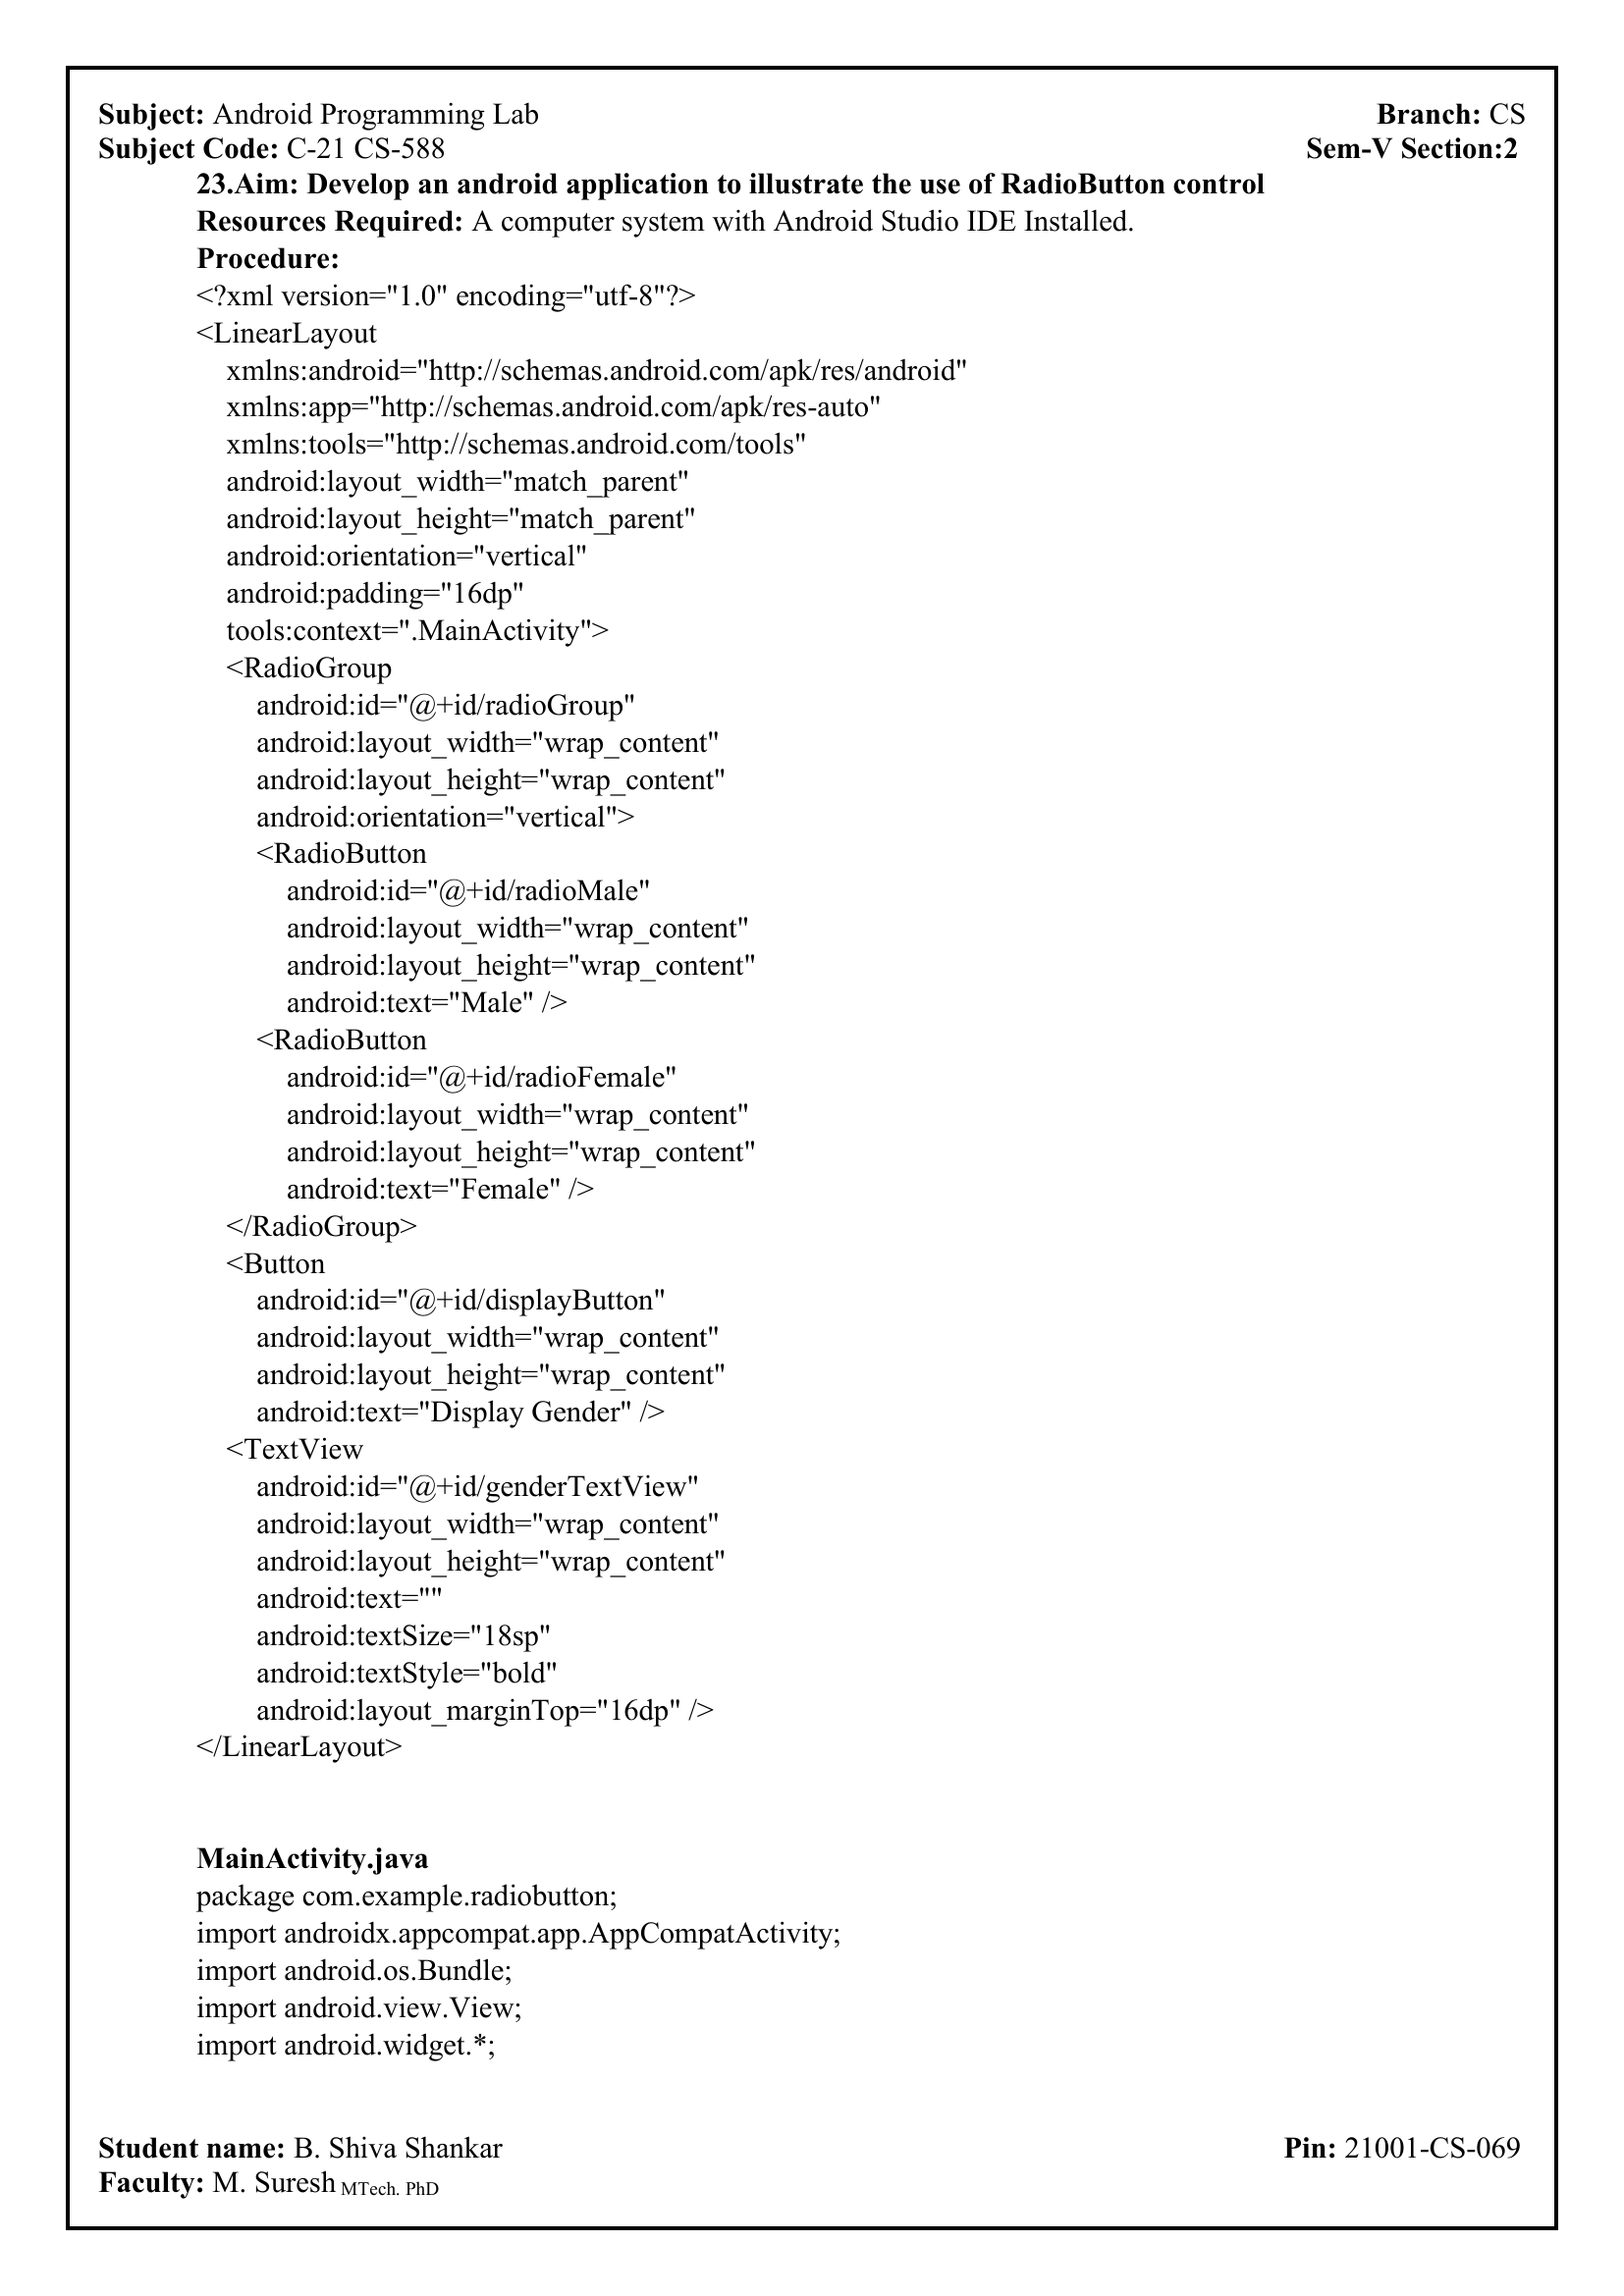 Subject: Android Programming Lab Branch: CS
Subject Code: C-21 CS-588 Sem-V Section:2
23.Aim: Develop an android application to illustrate the use of RadioButton control
Resources Required: A computer system with Android Studio IDE Installed.
Procedure:
<?xml version="1.0" encoding="utf-8"?>
<LinearLayout
    xmlns:android="http://schemas.android.com/apk/res/android"
    xmlns:app="http://schemas.android.com/apk/res-auto"
    xmlns:tools="http://schemas.android.com/tools"
    android:layout_width="match_parent"
    android:layout_height="match_parent"
    android:orientation="vertical"
    android:padding="16dp"
    tools:context=".MainActivity">
    <RadioGroup
        android:id="@+id/radioGroup"
        android:layout_width="wrap_content"
        android:layout_height="wrap_content"
        android:orientation="vertical">
        <RadioButton
            android:id="@+id/radioMale"
            android:layout_width="wrap_content"
            android:layout_height="wrap_content"
            android:text="Male" />
        <RadioButton
            android:id="@+id/radioFemale"
            android:layout_width="wrap_content"
            android:layout_height="wrap_content"
            android:text="Female" />
    </RadioGroup>
    <Button
        android:id="@+id/displayButton"
        android:layout_width="wrap_content"
        android:layout_height="wrap_content"
        android:text="Display Gender" />
    <TextView
        android:id="@+id/genderTextView"
        android:layout_width="wrap_content"
        android:layout_height="wrap_content"
        android:text=""
        android:textSize="18sp"
        android:textStyle="bold"
        android:layout_marginTop="16dp" />
</LinearLayout>
MainActivity.java
package com.example.radiobutton;
import androidx.appcompat.app.AppCompatActivity;
import android.os.Bundle;
import android.view.View;
import android.widget.*;
Student name: B. Shiva Shankar Pin: 21001-CS-069
Faculty: M. Suresh MTech. PhD